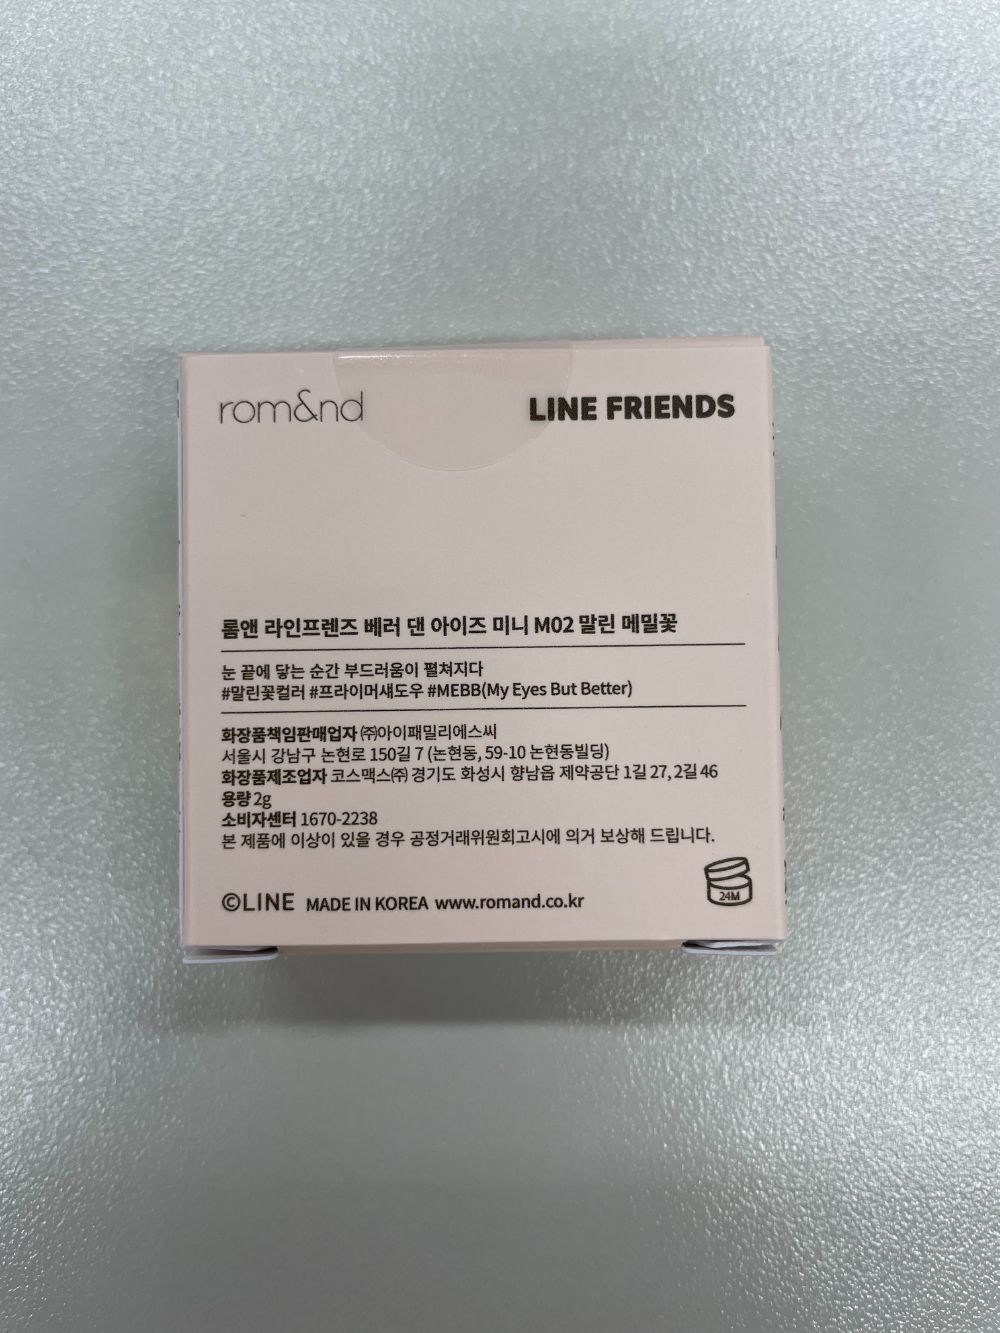 rom&nd
LINE FRIENDS
롬앤 라인프렌즈 베러 댄 아이즈 미니 M02 말린 메밀꽃
눈 끝에 닿는 순간 부드러움이 펼쳐지다
#말린꽃컬러 #프라이머섀도우 #MEBB(My Eyes But Better)
화장품책임판매업자 ㈜아이패밀리에스씨
서울시 강남구 논현로 150길 7 (논현동, 59-10 논현동빌딩)
화장품제조업자 코스맥스㈜ 경기도 화성시 향남읍 제약공단 1길 27, 2길 46
용량 2g
소비자센터 1670-2238
본 제품에 이상이 있을 경우 공정거래위원회고시에 의거 보상해 드립니다.
24M
©LINE MADE IN KOREA www.romand.co.kr